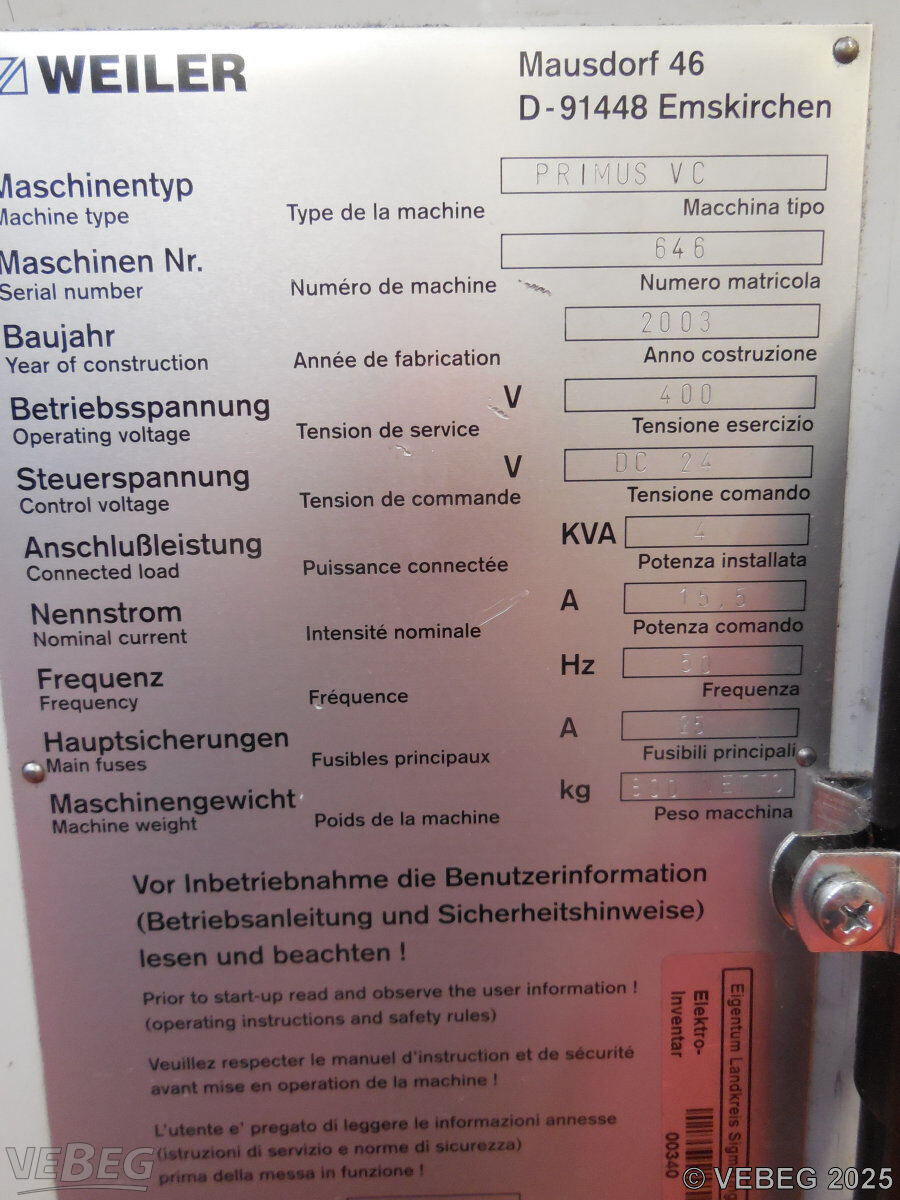 WEILER
Mausdorf 46
D-91448 Emskirchen
Maschinentyp
Machine type
Type de la machine
PRIMUS VC
Macchina tipo
Maschinen Nr.
Serial number
Numéro de machine
646
Numero matricola
Baujahr
Year of construction
Année de fabrication
2003
Anno costruzione
Betriebsspannung
Operating voltage
Tension de service
V
400
Tensione esercizio
Steuerspannung
Control voltage
Tension de commande
V
DC 24
Tensione comando
Anschlußleistung
Connected load
Puissance connectée
KVA
4
Potenza installata
Nennstrom
Nominal current
Intensité nominale
A
15,5
Potenza comando
Frequenz
Frequency
Fréquence
Hz
50
Frequenza
Hauptsicherungen
Main fuses
Fusibles principaux
A
25
Fusibili principali
Maschinengewicht
Machine weight
Poids de la machine
kg
Peso macchina
Vor Inbetriebnahme die Benutzerinformation
(Betriebsanleitung und Sicherheitshinweise)
lesen und beachten !
Prior to start-up read and observe the user information !
(operating instructions and safety rules)
Veuillez respecter le manuel d'instruction et de sécurité
avant mise en operation de la machine !
L'utente e' pregato di leggere le informazioni annesse
(istruzioni di servizio e norme di sicurezza)
prima della messa in funzione !
Eigentum Landkreis
Elektro-
Inventar
00340
VEBEG
© VEBEG 2025